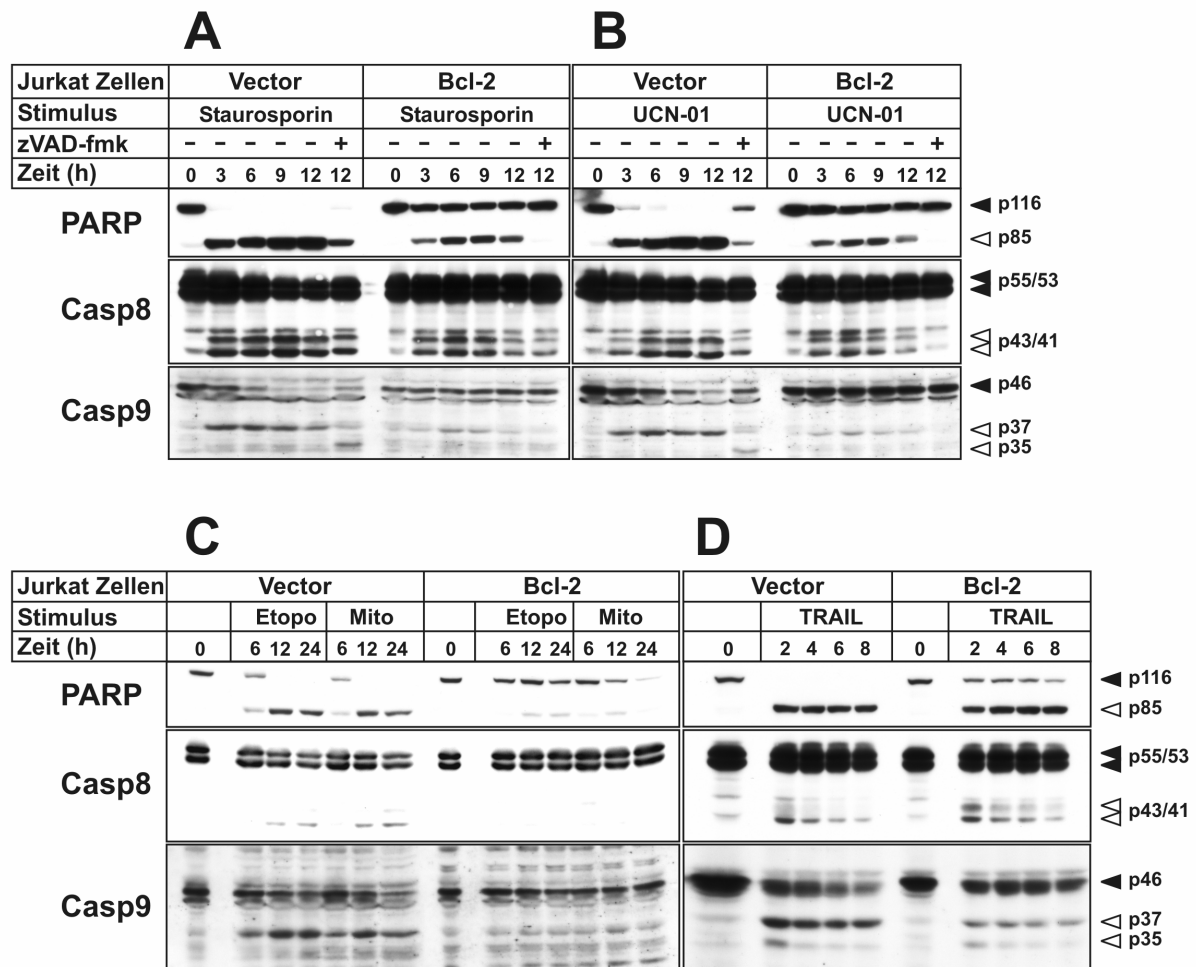 A B
Jurkat Zellen Vector Bcl-2 Vector Bcl-2
Stimulus Staurosporin Staurosporin UCN-01 UCN-01
zVAD-fmk – – – – – + – – – – – + – – – – – + – – – – – +
Zeit (h) 0 3 6 9 12 12 0 3 6 9 12 12 0 3 6 9 12 12 0 3 6 9 12 12
PARP p116
p85
Casp8 p55/53
p43/41
Casp9 p46
p37
p35
C D
Jurkat Zellen Vector Bcl-2 Vector Bcl-2
Stimulus Etopo Mito Etopo Mito TRAIL TRAIL
Zeit (h) 0 6 12 24 6 12 24 0 6 12 24 6 12 24 0 2 4 6 8 0 2 4 6 8
PARP p116
p85
Casp8 p55/53
p43/41
Casp9 p46
p37
p35